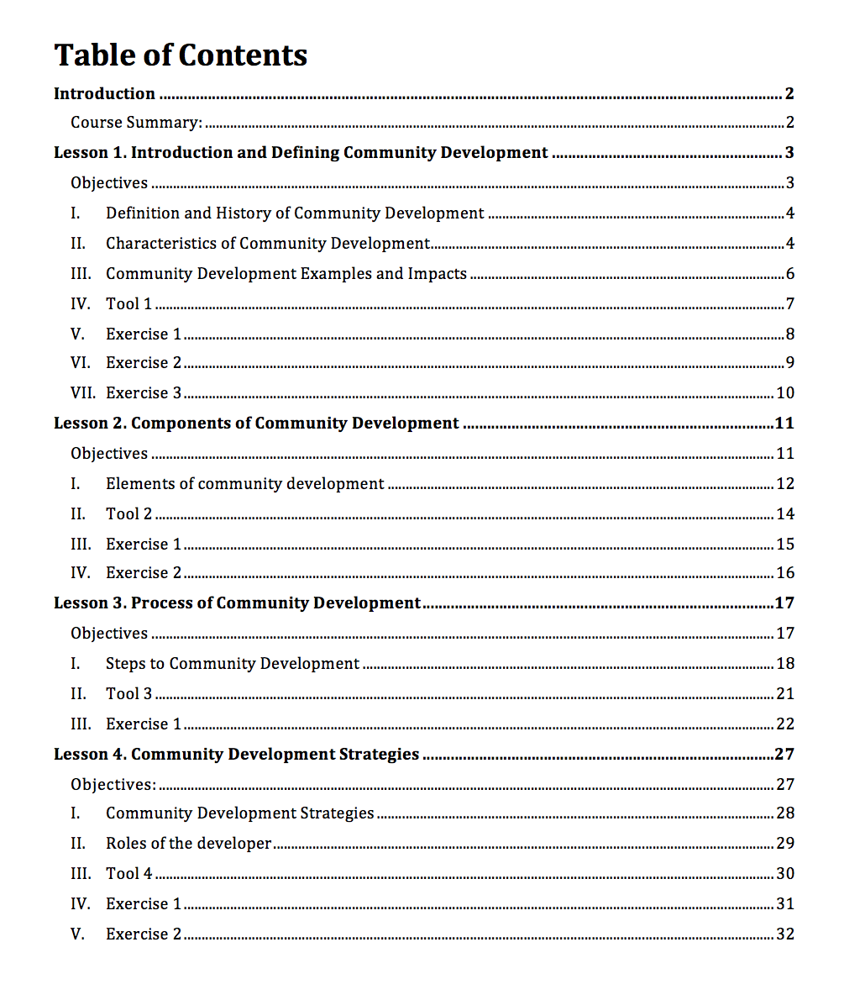 Table of Contents
Introduction ........ 2
Course Summary: ........ 2
Lesson 1. Introduction and Defining Community Development ........ 3
Objectives ........ 3
I. Definition and History of Community Development ........ 4
II. Characteristics of Community Development ........ 4
III. Community Development Examples and Impacts ........ 6
IV. Tool 1 ........ 7
V. Exercise 1 ........ 8
VI. Exercise 2 ........ 9
VII. Exercise 3 ........ 10
Lesson 2. Components of Community Development ........ 11
Objectives ........ 11
I. Elements of community development ........ 12
II. Tool 2 ........ 14
III. Exercise 1 ........ 15
IV. Exercise 2 ........ 16
Lesson 3. Process of Community Development ........ 17
Objectives ........ 17
I. Steps to Community Development ........ 18
II. Tool 3 ........ 21
III. Exercise 1 ........ 22
Lesson 4. Community Development Strategies ........ 27
Objectives: ........ 27
I. Community Development Strategies ........ 28
II. Roles of the developer ........ 29
III. Tool 4 ........ 30
IV. Exercise 1 ........ 31
V. Exercise 2 ........ 32